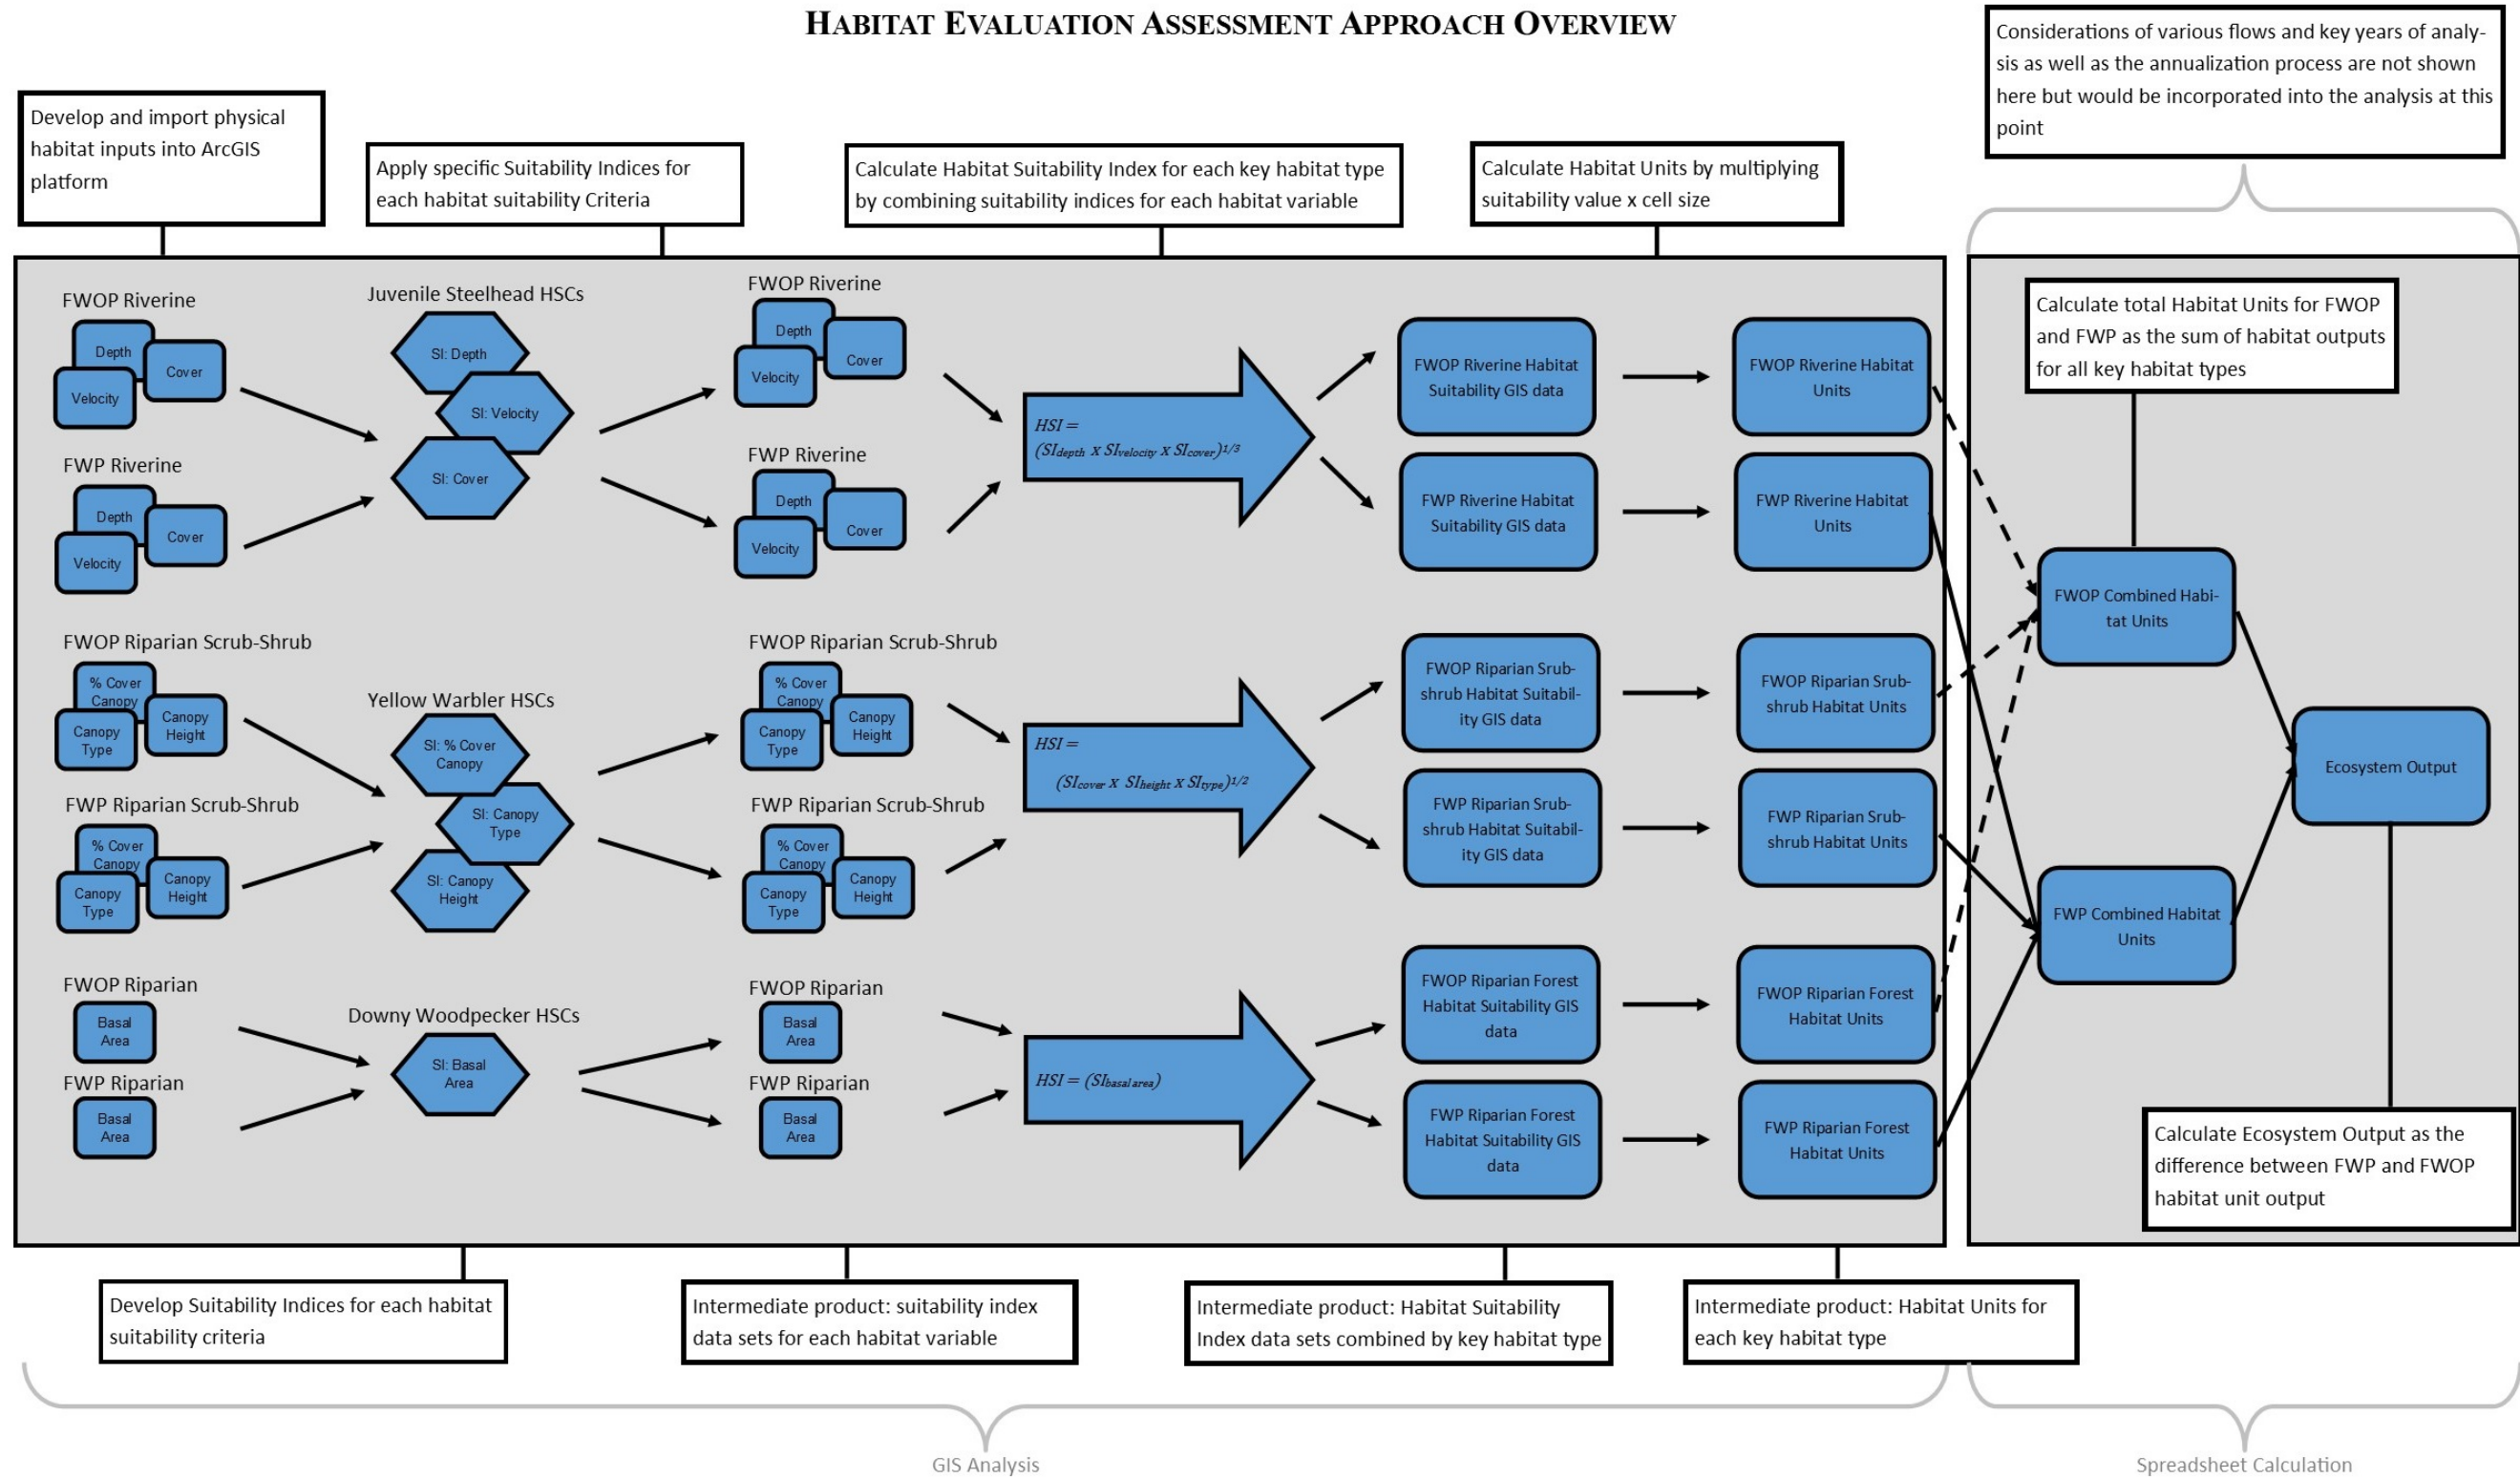 HABITAT EVALUATION ASSESSMENT APPROACH OVERVIEW
Considerations of various flows and key years of analy-
sis as well as the annualization process are not shown
here but would be incorporated into the analysis at this
point
Develop and import physical
habitat inputs into ArcGIS
platform
Apply specific Suitability Indices for
each habitat suitability Criteria
Calculate Habitat Suitability Index for each key habitat type
by combining suitability indices for each habitat variable
Calculate Habitat Units by multiplying
suitability value x cell size
FWOP Riverine
Depth
Cover
Velocity
FWP Riverine
Depth
Cover
Velocity
Juvenile Steelhead HSCs
SI: Depth
SI: Velocity
SI: Cover
FWOP Riverine
Depth
Cover
Velocity
FWP Riverine
Depth
Cover
Velocity
HSI =
(SIdepth x SIvelocity x SIcover)1/3
FWOP Riverine Habitat
Suitability GIS data
FWP Riverine Habitat
Suitability GIS data
FWOP Riverine Habitat
Units
FWP Riverine Habitat
Units
FWOP Riparian Scrub-Shrub
% Cover
Canopy
Canopy
Height
Canopy
Type
FWP Riparian Scrub-Shrub
% Cover
Canopy
Canopy
Height
Canopy
Type
Yellow Warbler HSCs
SI: % Cover
Canopy
SI: Canopy
Type
SI: Canopy
Height
FWOP Riparian Scrub-Shrub
% Cover
Canopy
Canopy
Height
Canopy
Type
FWP Riparian Scrub-Shrub
% Cover
Canopy
Canopy
Height
Canopy
Type
HSI =
(SIcover x SIheight x SItype)1/2
FWOP Riparian Srub-
shrub Habitat Suitabil-
ity GIS data
FWP Riparian Srub-
shrub Habitat Suitabil-
ity GIS data
FWOP Riparian Srub-
shrub Habitat Units
FWP Riparian Srub-
shrub Habitat Units
FWOP Riparian
Basal
Area
FWP Riparian
Basal
Area
Downy Woodpecker HSCs
SI: Basal
Area
FWOP Riparian
Basal
Area
FWP Riparian
Basal
Area
HSI = (SIbasal area)
FWOP Riparian Forest
Habitat Suitability GIS
data
FWP Riparian Forest
Habitat Suitability GIS
data
FWOP Riparian Forest
Habitat Units
FWP Riparian Forest
Habitat Units
Calculate total Habitat Units for FWOP
and FWP as the sum of habitat outputs
for all key habitat types
FWOP Combined Habi-
tat Units
FWP Combined Habitat
Units
Ecosystem Output
Calculate Ecosystem Output as the
difference between FWP and FWOP
habitat unit output
Develop Suitability Indices for each habitat
suitability criteria
Intermediate product: suitability index
data sets for each habitat variable
Intermediate product: Habitat Suitability
Index data sets combined by key habitat type
Intermediate product: Habitat Units for
each key habitat type
GIS Analysis
Spreadsheet Calculation